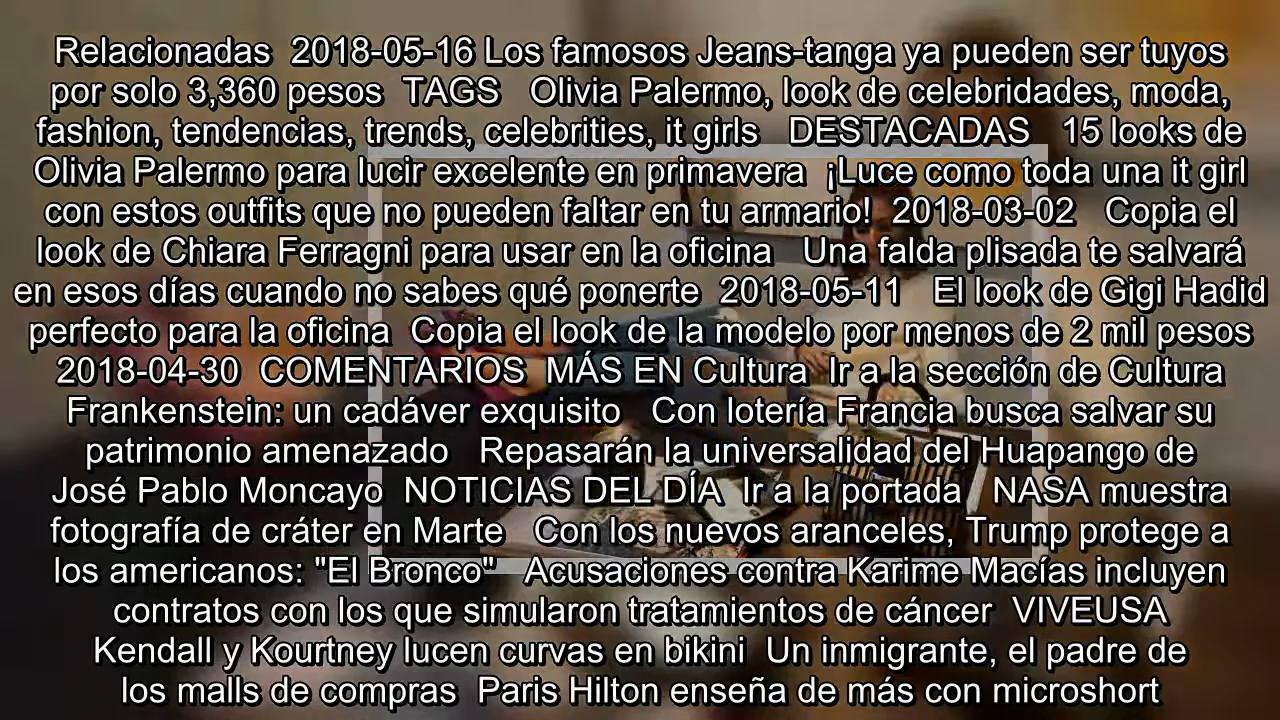 Relacionadas  2018-05-16 Los famosos Jeans-tanga ya pueden ser tuyos
por solo 3,360 pesos  TAGS   Olivia Palermo, look de celebridades, moda,
fashion, tendencias, trends, celebrities, it girls   DESTACADAS   15 looks de
Olivia Palermo para lucir excelente en primavera  ¡Luce como toda una it girl
con estos outfits que no pueden faltar en tu armario!  2018-03-02   Copia el
look de Chiara Ferragni para usar en la oficina   Una falda plisada te salvará
en esos días cuando no sabes qué ponerte  2018-05-11   El look de Gigi Hadid
perfecto para la oficina  Copia el look de la modelo por menos de 2 mil pesos
2018-04-30  COMENTARIOS  MÁS EN Cultura  Ir a la sección de Cultura
Frankenstein: un cadáver exquisito   Con lotería Francia busca salvar su
patrimonio amenazado   Repasarán la universalidad del Huapango de
José Pablo Moncayo  NOTICIAS DEL DÍA  Ir a la portada   NASA muestra
fotografía de cráter en Marte   Con los nuevos aranceles, Trump protege a
los americanos: "El Bronco"   Acusaciones contra Karime Macías incluyen
contratos con los que simularon tratamientos de cáncer  VIVEUSA
Kendall y Kourtney lucen curvas en bikini  Un inmigrante, el padre de
los malls de compras  Paris Hilton enseña de más con microshort